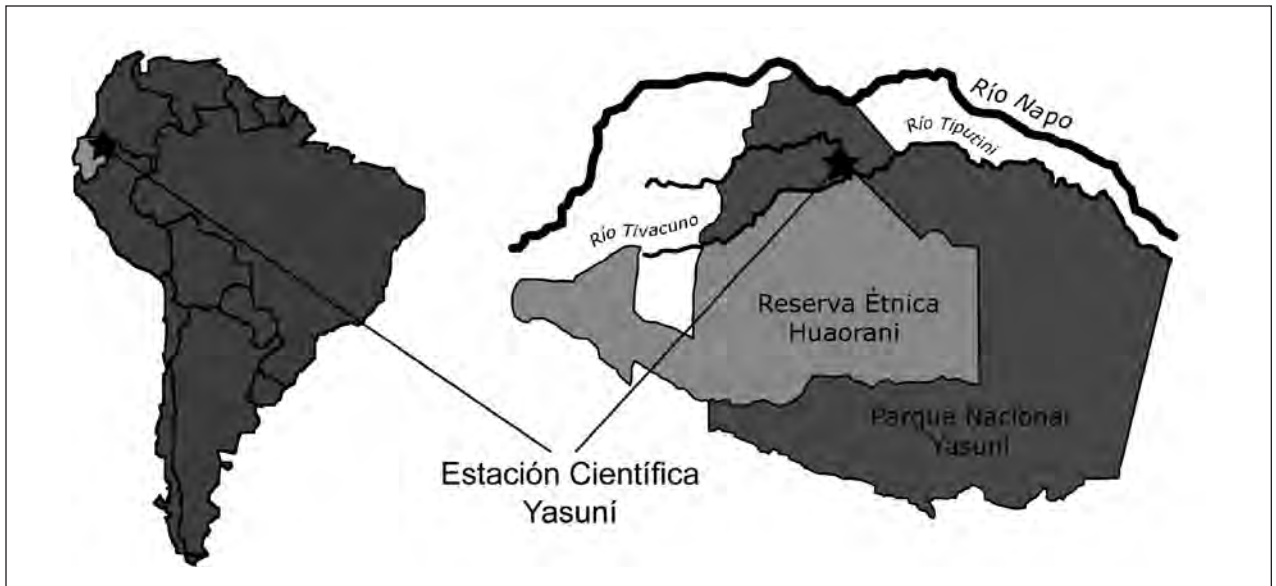 Río Napo
Río Tiputini
Río Tivacuno
Reserva Étnica
Huaorani
Parque Nacional
Yasuní
Estación Científica
Yasuní